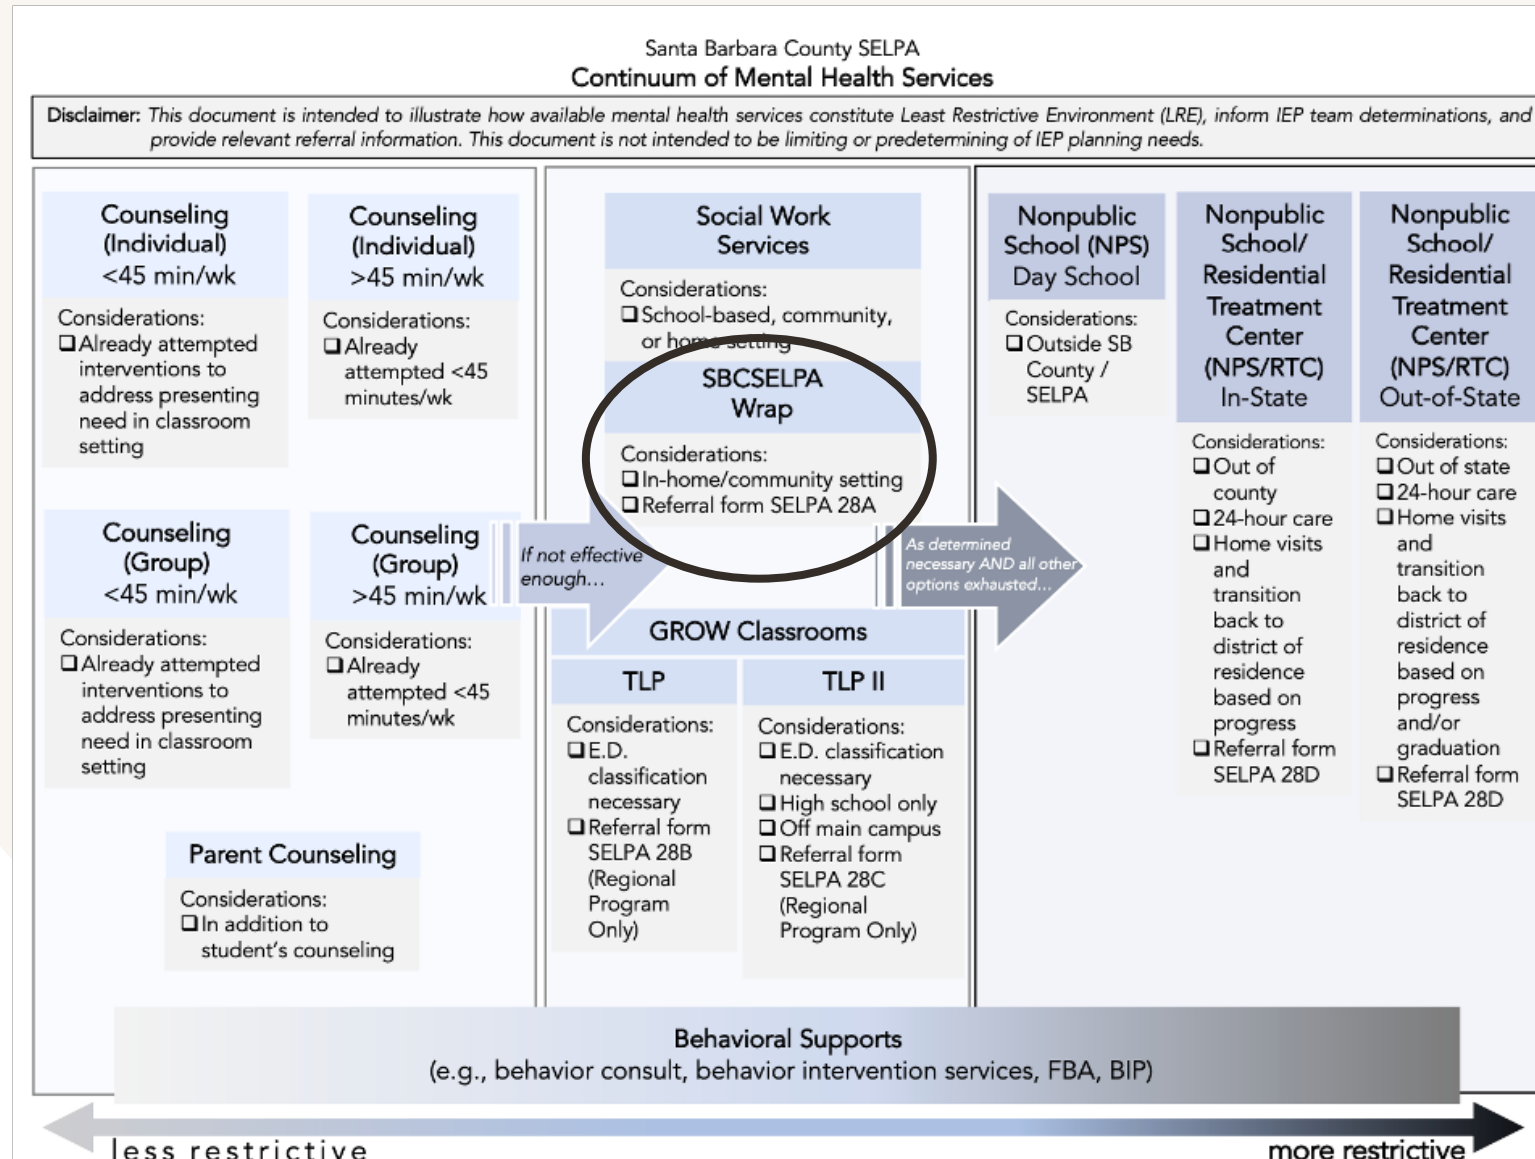 Santa Barbara County SELPA
Continuum of Mental Health Services
Disclaimer: This document is intended to illustrate how available mental health services constitute Least Restrictive Environment (LRE), inform IEP team determinations, and
provide relevant referral information. This document is not intended to be limiting or predetermining of IEP planning needs.
Counseling
(Individual)
<45 min/wk
Considerations:
❑Already attempted
interventions to
address presenting
need in classroom
setting
Counseling
(Individual)
>45 min/wk
Considerations:
❑Already
attempted <45
minutes/wk
Counseling
(Group)
<45 min/wk
Considerations:
❑Already attempted
interventions to
address presenting
need in classroom
setting
Counseling
(Group)
>45 min/wk
Considerations:
❑Already
attempted <45
minutes/wk
Parent Counseling
Considerations:
❑In addition to
student's counseling
If not effective
enough...
Social Work
Services
Considerations:
❑School-based, community,
or home setting
SBCSELPA
Wrap
Considerations:
❑In-home/community setting
❑Referral form SELPA 28A
GROW Classrooms
TLP
Considerations:
❑E.D.
classification
necessary
❑Referral form
SELPA 28B
(Regional
Program
Only)
TLP II
Considerations:
❑E.D. classification
necessary
❑High school only
❑Off main campus
❑Referral form
SELPA 28C
(Regional
Program Only)
As determined
necessary AND all other
options exhausted...
Nonpublic
School (NPS)
Day School
Considerations:
❑Outside SB
County /
SELPA
Nonpublic
School/
Residential
Treatment
Center
(NPS/RTC)
In-State
Considerations:
❑Out of
county
❑24-hour care
❑Home visits
and
transition
back to
district of
residence
based on
progress
❑Referral form
SELPA 28D
Nonpublic
School/
Residential
Treatment
Center
(NPS/RTC)
Out-of-State
Considerations:
❑Out of state
❑24-hour care
❑Home visits
and
transition
back to
district of
residence
based on
progress
and/or
graduation
❑Referral form
SELPA 28D
Behavioral Supports
(e.g., behavior consult, behavior intervention services, FBA, BIP)
less restrictive
more restrictive